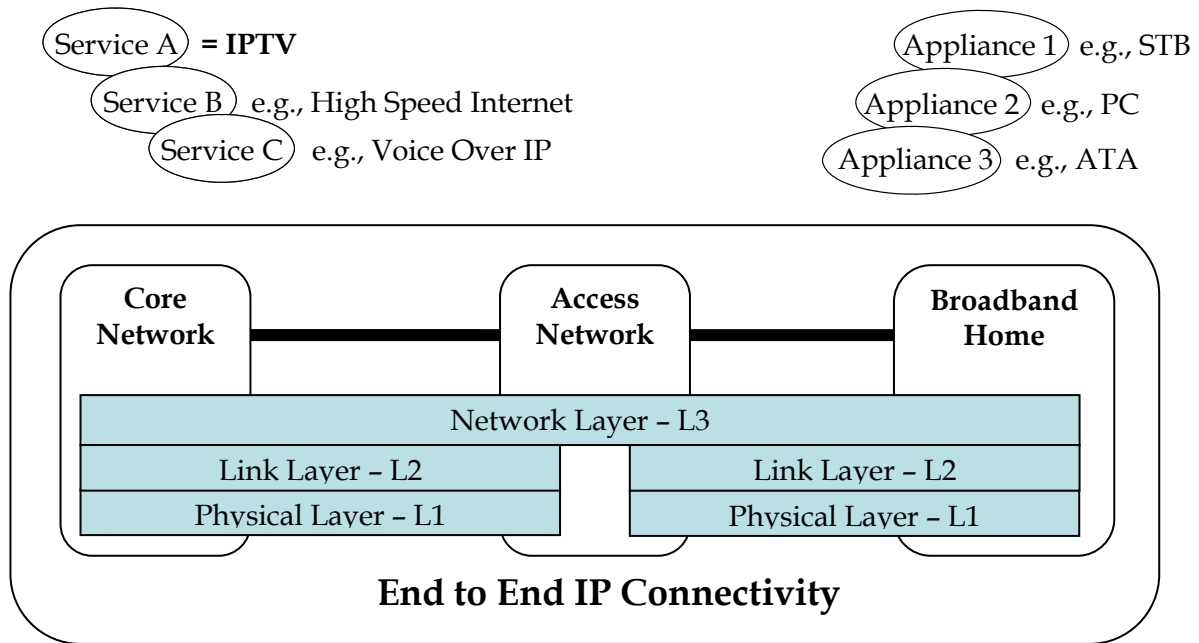 Service A = IPTV
Service B e.g., High Speed Internet
Service C e.g., Voice Over IP
Appliance 1 e.g., STB
Appliance 2 e.g., PC
Appliance 3 e.g., ATA
Core
Network
Access
Network
Broadband
Home
Network Layer – L3
Link Layer – L2
Link Layer – L2
Physical Layer – L1
Physical Layer – L1
End to End IP Connectivity